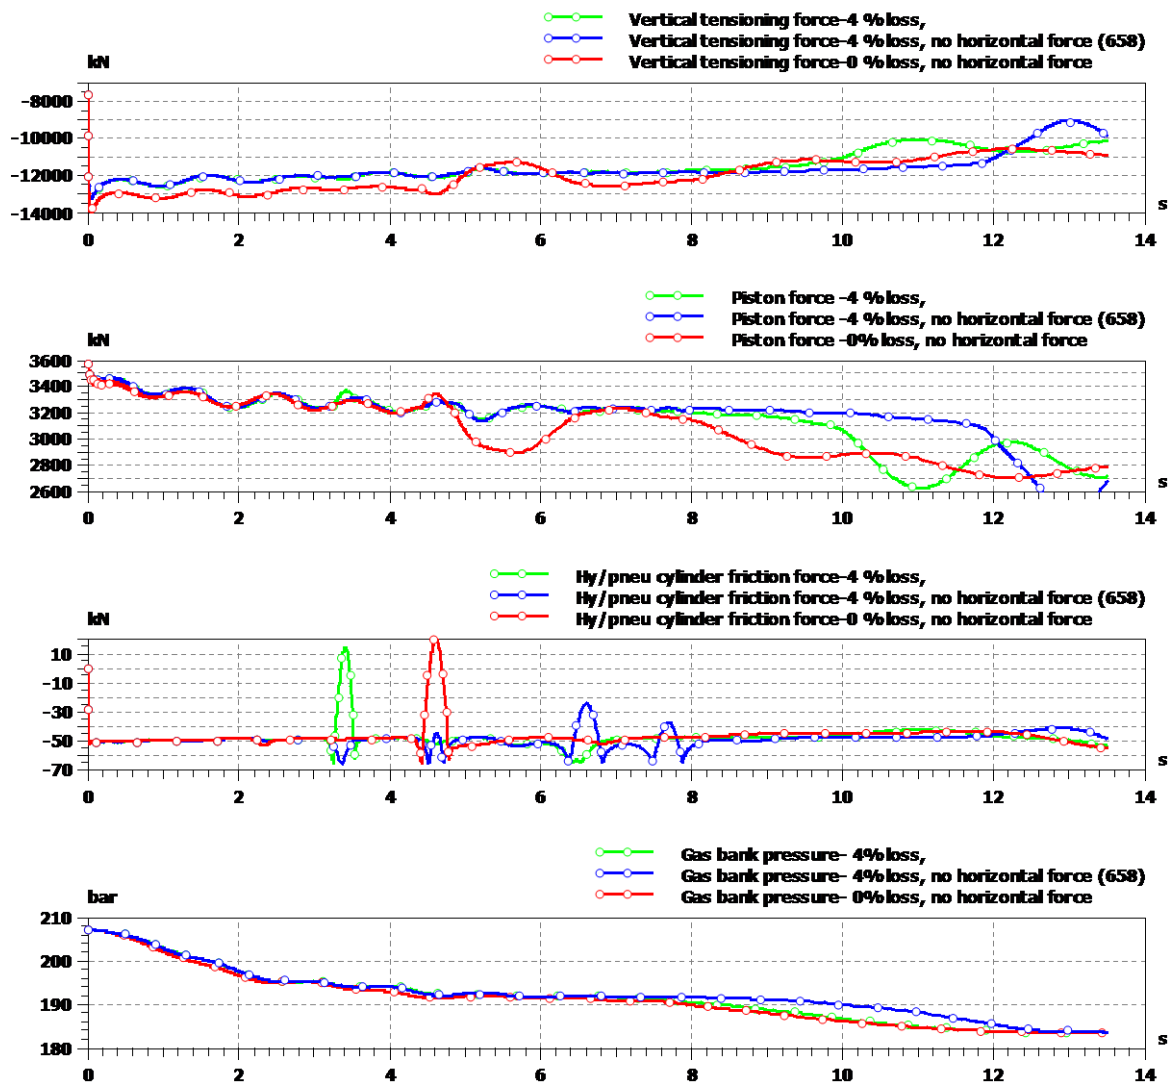 Vertical tensioning force-4 % loss,
Vertical tensioning force-4 % loss, no horizontal force (658)
Vertical tensioning force-0 % loss, no horizontal force
kN
-8000
-10000
-12000
-14000
0 2 4 6 8 10 12 14
s
Piston force -4 % loss,
Piston force -4 % loss, no horizontal force (658)
Piston force -0% loss, no horizontal force
kN
3600
3400
3200
3000
2800
2600
0 2 4 6 8 10 12 14
s
Hy/pneu cylinder friction force-4 % loss,
Hy/pneu cylinder friction force-4 % loss, no horizontal force (658)
Hy/pneu cylinder friction force-0 % loss, no horizontal force
kN
10
-10
-30
-50
-70
0 2 4 6 8 10 12 14
s
Gas bank pressure- 4% loss,
Gas bank pressure- 4% loss, no horizontal force (658)
Gas bank pressure- 0% loss, no horizontal force
bar
210
200
190
180
0 2 4 6 8 10 12 14
s